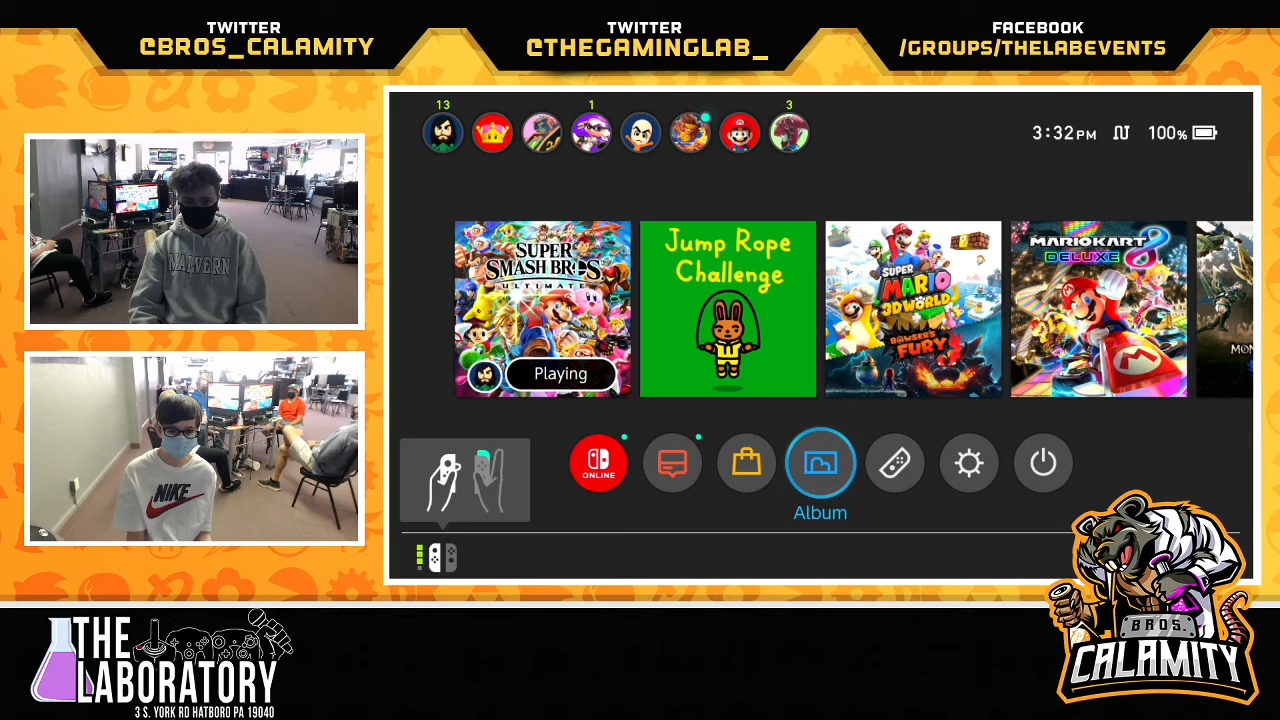 TWITTER
@BROS_CALAMITY
TWITTER
@THEGAMINGLAB_
FACEBOOK
/GROUPS/THELABEVENTS
13
1
3
3:32PM
100%
SUPER
SMASH BROS
ULTIMATE
Playing
Jump Rope
Challenge
SUPER
MARIO
3D WORLD
BOWSER'S
FURY
MARIOKART 8
DELUXE
MON
ONLINE
Album
MALVERN
NIKE
THE
LABORATORY
3 S. YORK RD HATBORO PA 19040
BROS.
CALAMITY